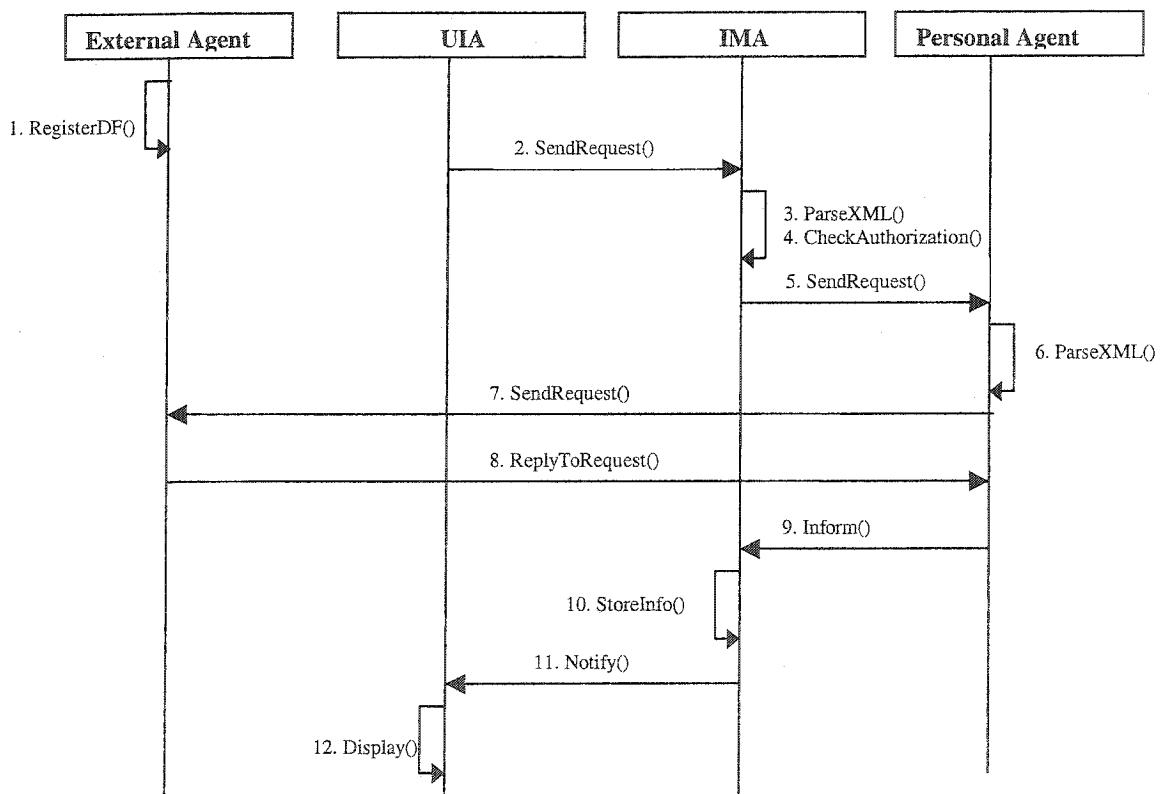 External Agent
UIA
IMA
Personal Agent
1. RegisterDF()
2. SendRequest()
3. ParseXML()
4. CheckAuthorization()
5. SendRequest()
6. ParseXML()
7. SendRequest()
8. ReplyToRequest()
9. Inform()
10. StoreInfo()
11. Notify()
12. Display()